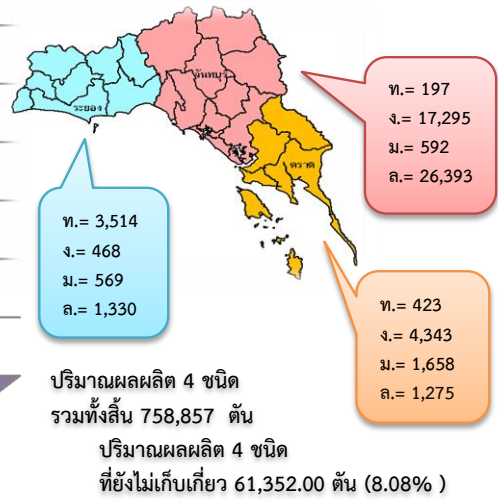 จันทบุรี
ระยอง
ตราด
ท.= 197
ง.= 17,295
ม.= 592
ล.= 26,393
ท.= 3,514
ง.= 468
ม.= 569
ล.= 1,330
ท.= 423
ง.= 4,343
ม.= 1,658
ล.= 1,275
ปริมาณผลผลิต 4 ชนิด
รวมทั้งสิ้น 758,857 ตัน
ปริมาณผลผลิต 4 ชนิด
ที่ยังไม่เก็บเกี่ยว 61,352.00 ตัน (8.08% )